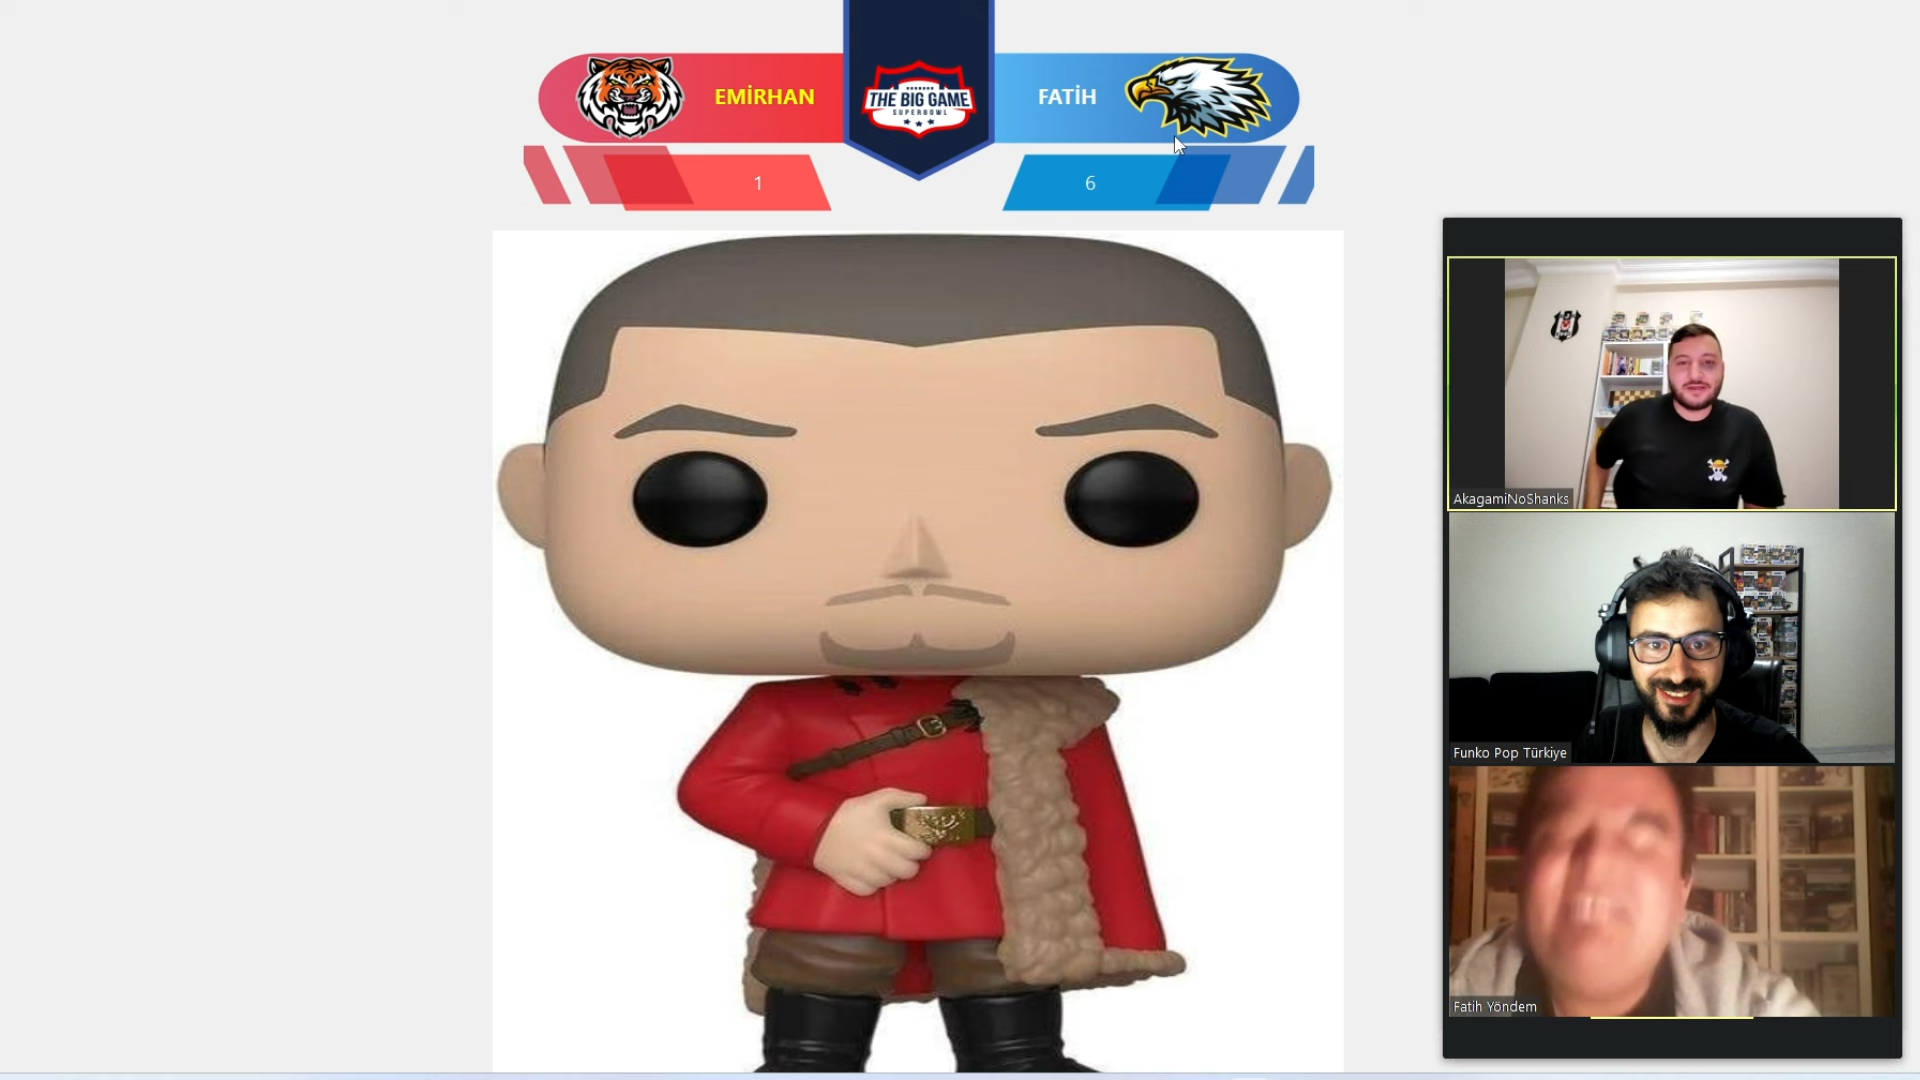 EMİRHAN
THE BIG GAME
SUPERBOWL
FATİH
1
6
AkagamiNoShanks
Funko Pop Türkiye
Fatih Yöndem